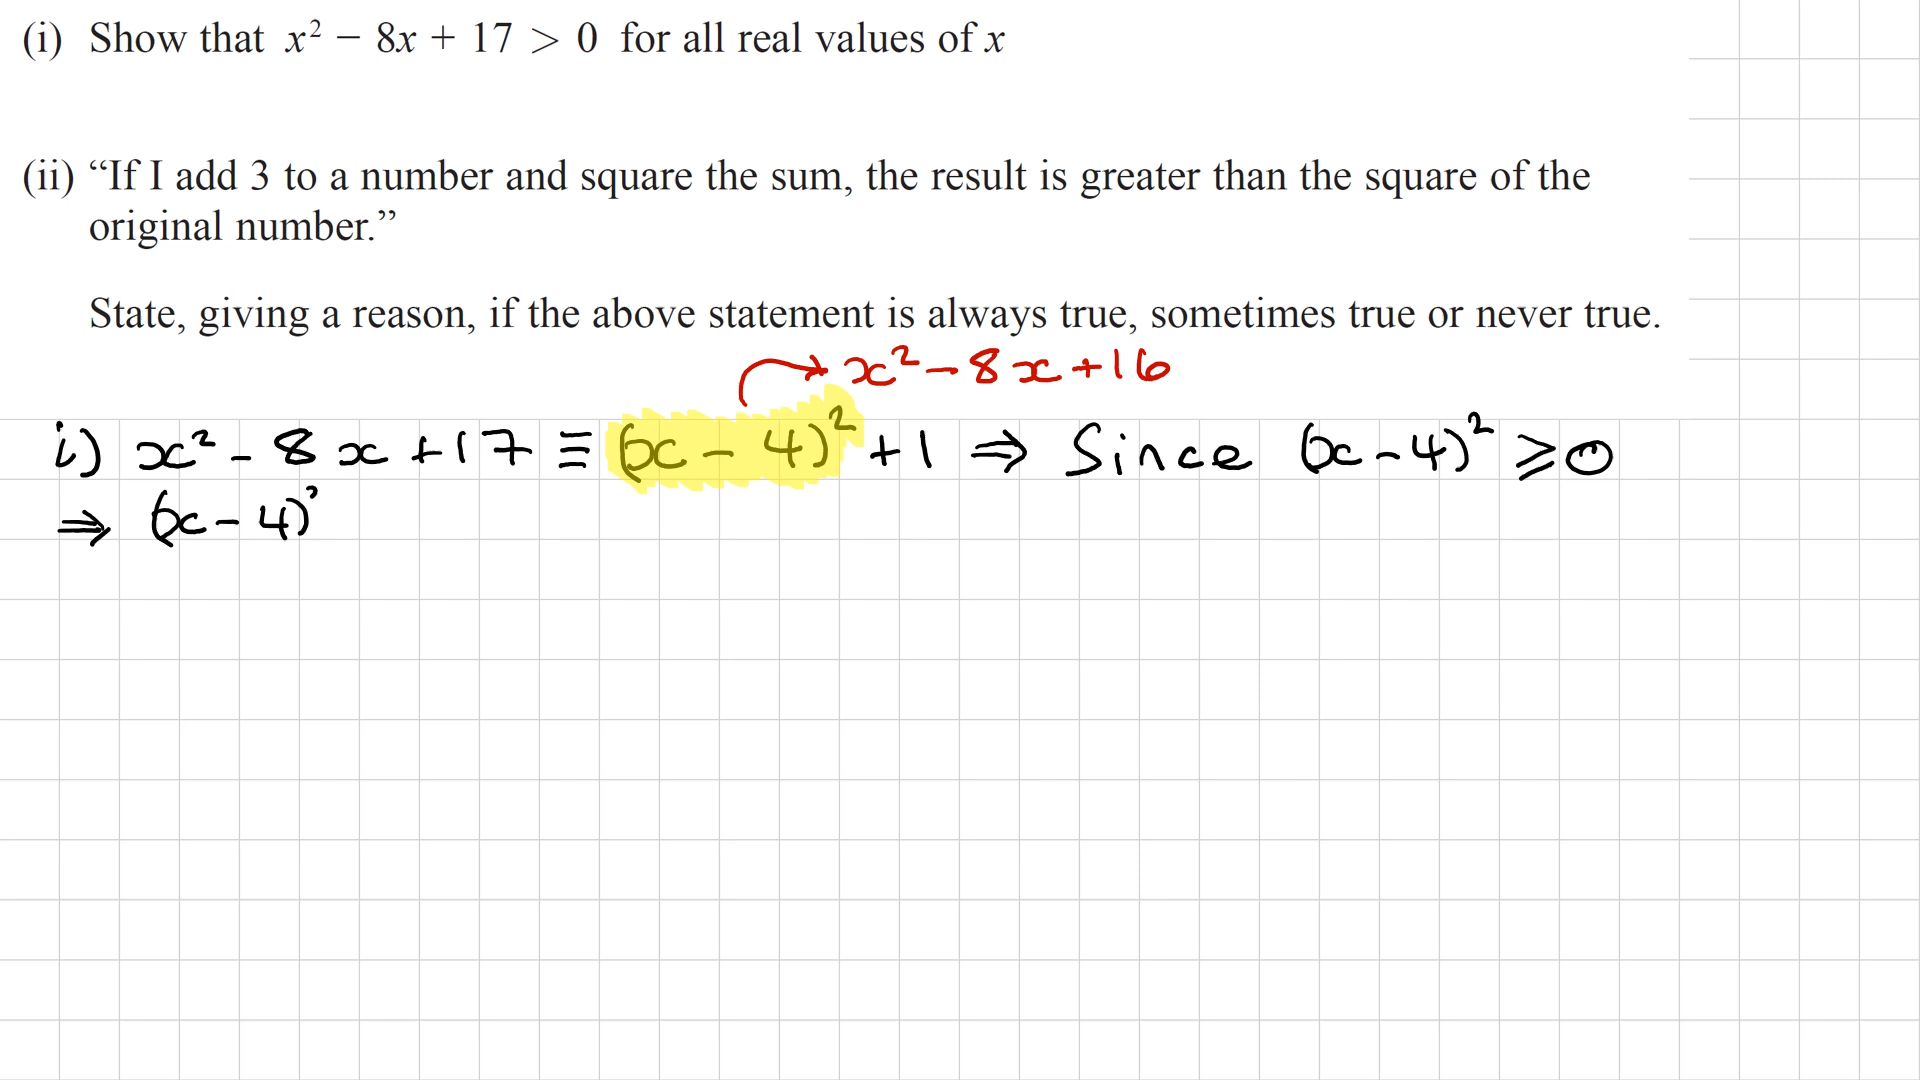 (i) Show that x² − 8x + 17 > 0 for all real values of x
(ii) “If I add 3 to a number and square the sum, the result is greater than the square of the
original number.”
State, giving a reason, if the above statement is always true, sometimes true or never true.
x² − 8x + 16
i) x² − 8x + 17 ≡ (x − 4)² + 1 ⇒ Since (x − 4)² ⩾ 0
⇒ (x − 4)²